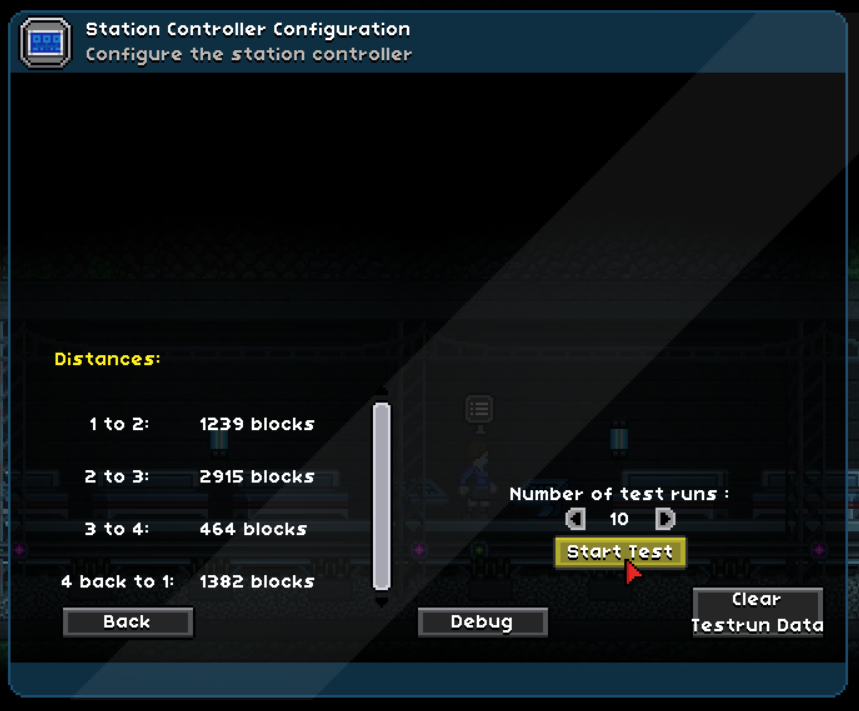 Station Controller Configuration
Configure the station controller
Distances:
1 to 2: 1239 blocks
2 to 3: 2915 blocks
3 to 4: 464 blocks
4 back to 1: 1382 blocks
Number of test runs :
10
Start Test
Back
Debug
Clear
Testrun Data